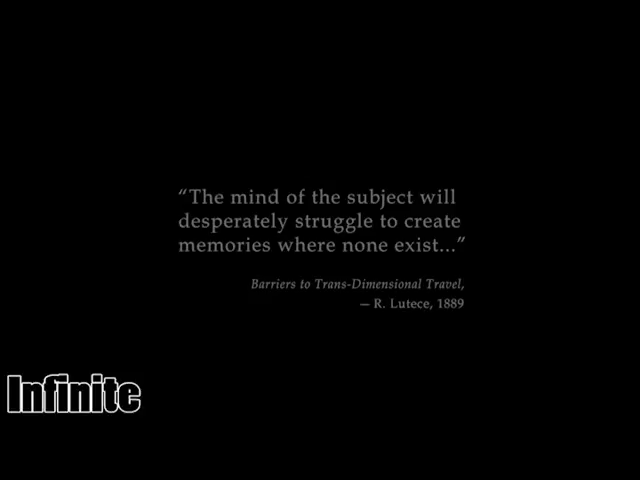 “The mind of the subject will
desperately struggle to create
memories where none exist...”
Barriers to Trans-Dimensional Travel,
— R. Lutece, 1889
Infinite